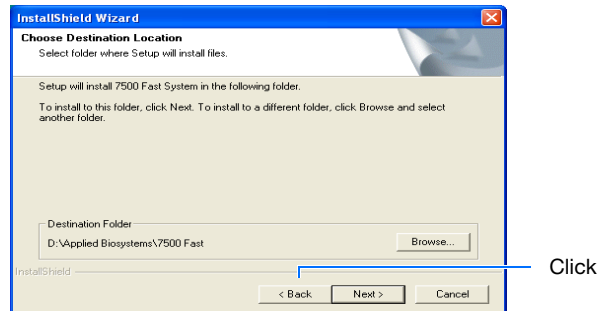 InstallShield Wizard
Choose Destination Location
Select folder where Setup will install files.
Setup will install 7500 Fast System in the following folder.
To install to this folder, click Next. To install to a different folder, click Browse and select
another folder.
Destination Folder
D:\Applied Biosystems\7500 Fast
Browse...
InstallShield
Click
< Back
Next >
Cancel